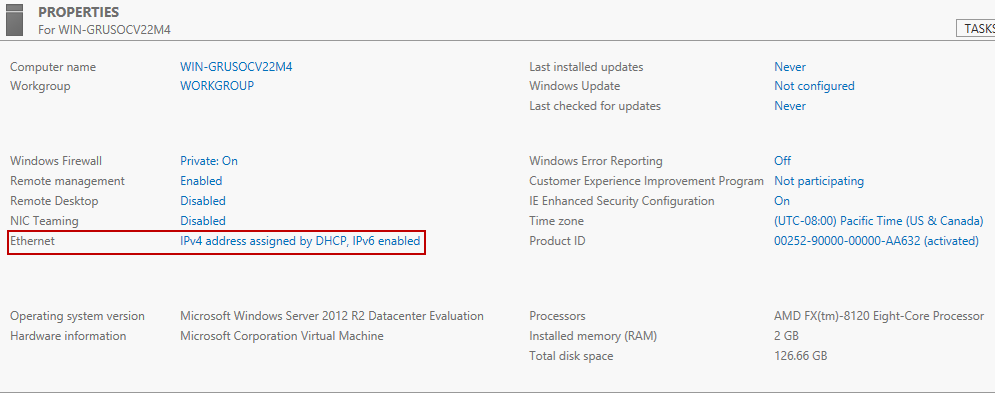 PROPERTIES
For WIN-GRUSOCV22M4
TASKS
Computer name WIN-GRUSOCV22M4 Last installed updates Never
Workgroup WORKGROUP Windows Update Not configured
Last checked for updates Never
Windows Firewall Private: On Windows Error Reporting Off
Remote management Enabled Customer Experience Improvement Program Not participating
Remote Desktop Disabled IE Enhanced Security Configuration On
NIC Teaming Disabled Time zone (UTC-08:00) Pacific Time (US & Canada)
Ethernet IPv4 address assigned by DHCP, IPv6 enabled Product ID 00252-90000-00000-AA632 (activated)
Operating system version Microsoft Windows Server 2012 R2 Datacenter Evaluation Processors AMD FX(tm)-8120 Eight-Core Processor
Hardware information Microsoft Corporation Virtual Machine Installed memory (RAM) 2 GB
Total disk space 126.66 GB